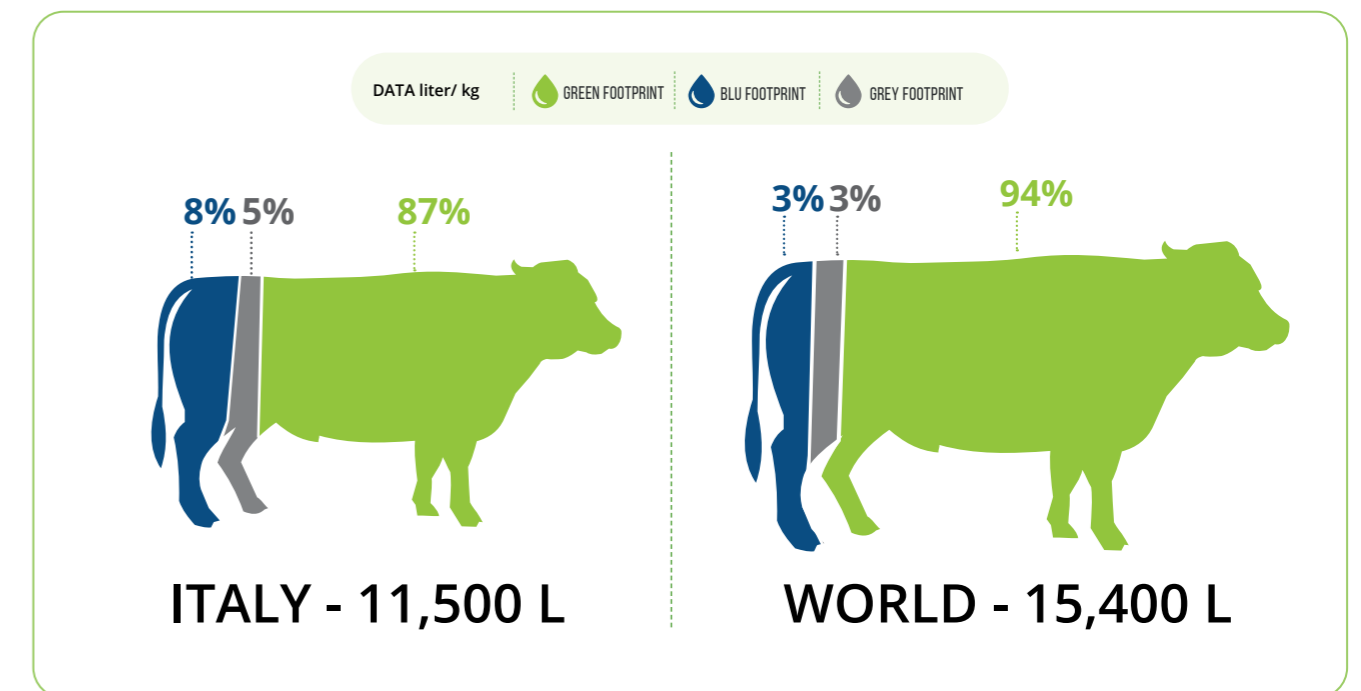 DATA liter/ kg
GREEN FOOTPRINT
BLU FOOTPRINT
GREY FOOTPRINT
8% 5% 87%
3% 3% 94%
ITALY - 11,500 L
WORLD - 15,400 L